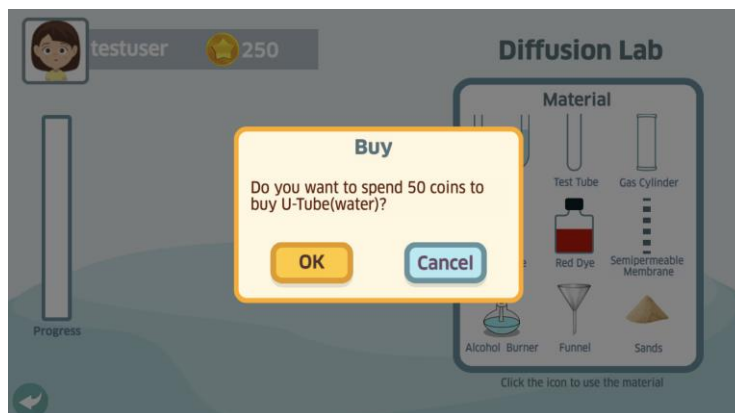 testuser
250
Diffusion Lab
Material
Test Tube
Gas Cylinder
Buy
Do you want to spend 50 coins to
buy U-Tube(water)?
OK
Cancel
Red Dye
Semipermeable
Membrane
Alcohol Burner
Funnel
Sands
Progress
Click the icon to use the material